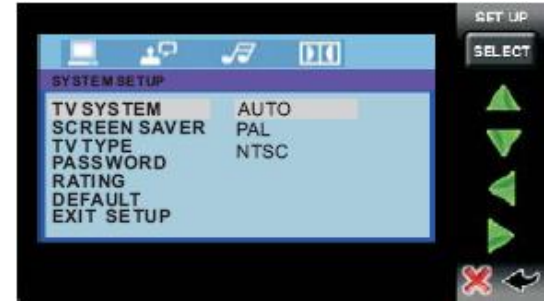 SET UP
SELECT
SYSTEM SETUP
TV SYSTEM AUTO
SCREEN SAVER PAL
TV TYPE NTSC
PASSWORD
RATING
DEFAULT
EXIT SETUP